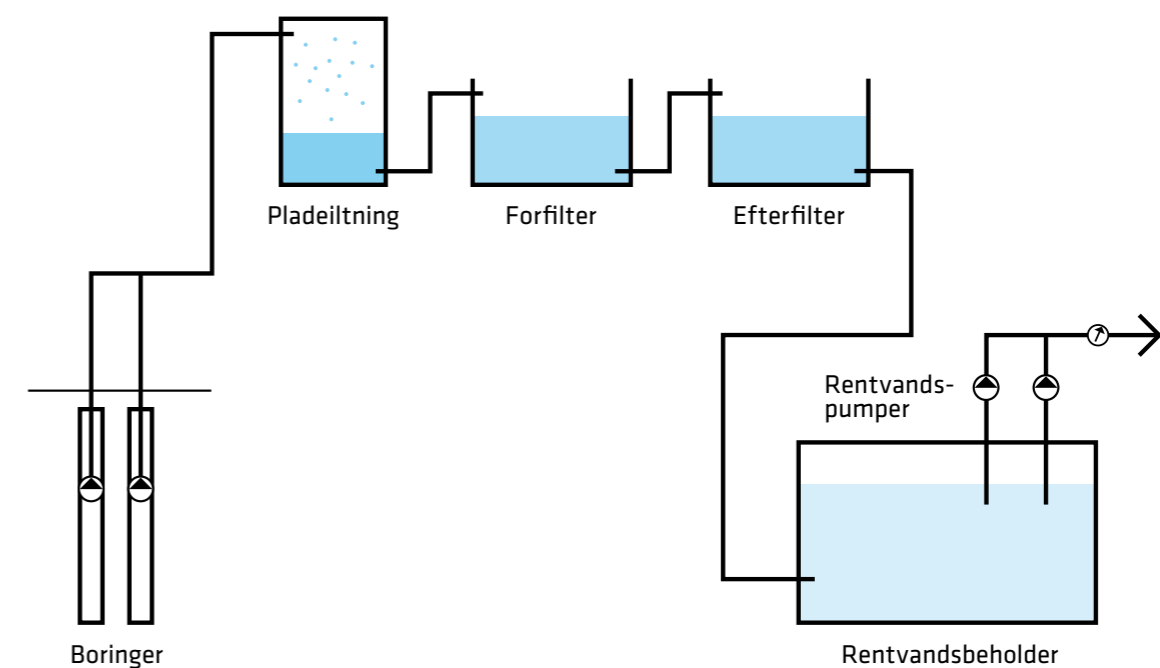 Pladeiltning
Forfilter
Efterfilter
Rentvands-
pumper
Boringer
Rentvandsbeholder